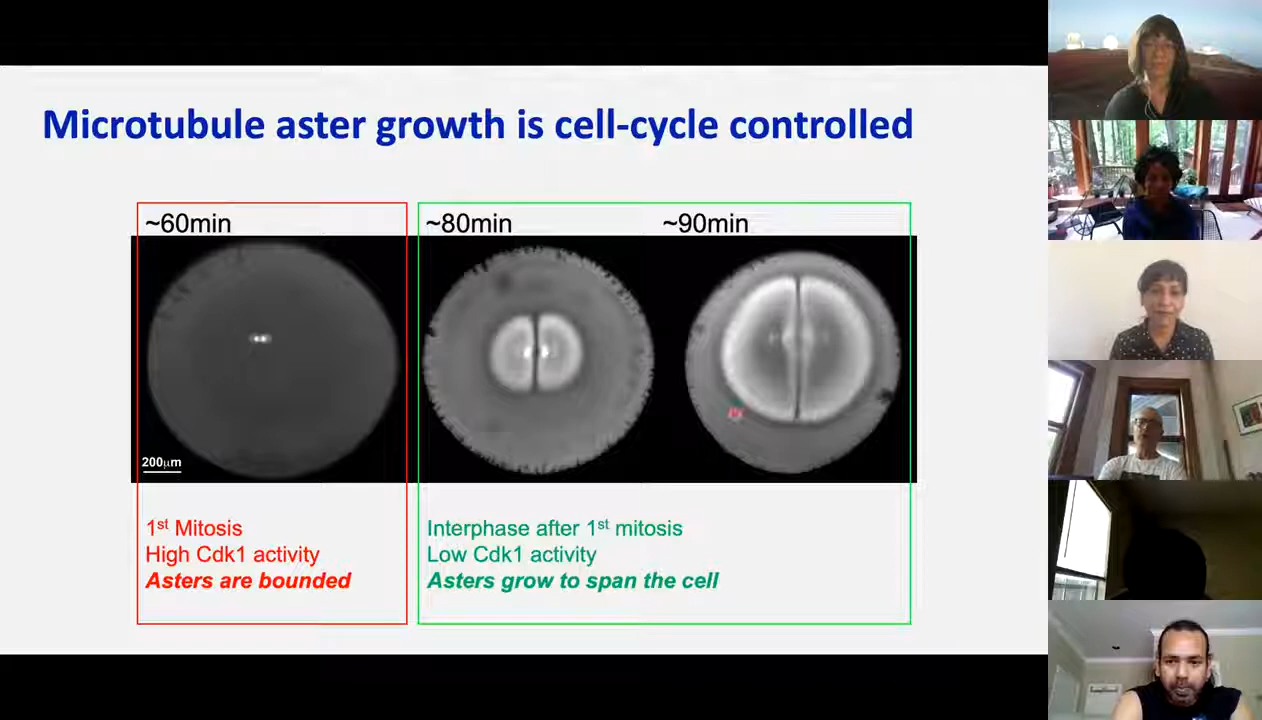 Microtubule aster growth is cell-cycle controlled
~60min
~80min
~90min
200μm
1st Mitosis
High Cdk1 activity
Asters are bounded
Interphase after 1st mitosis
Low Cdk1 activity
Asters grow to span the cell